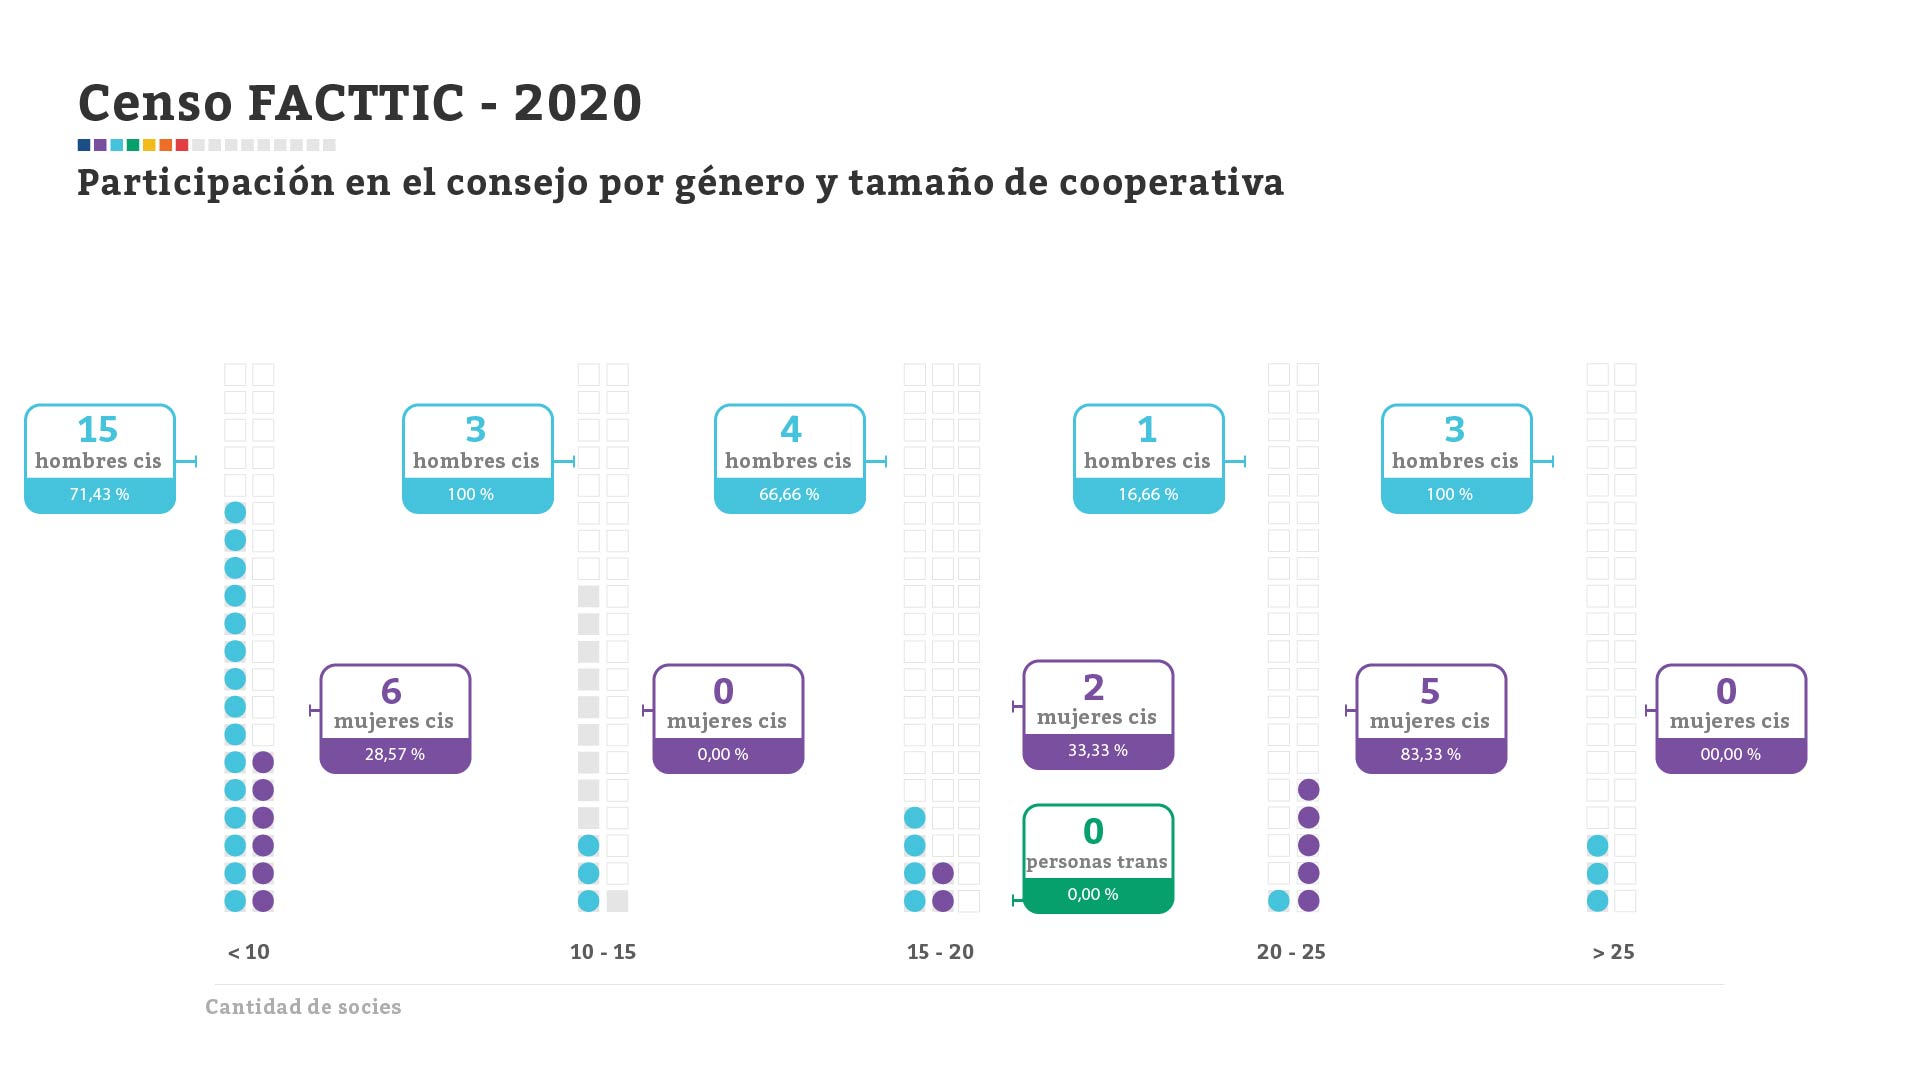 Censo FACTTIC - 2020
Participación en el consejo por género y tamaño de cooperativa
15
hombres cis
71,43 %
6
mujeres cis
28,57 %
3
hombres cis
100 %
0
mujeres cis
0,00 %
4
hombres cis
66,66 %
2
mujeres cis
33,33 %
0
personas trans
0,00 %
1
hombres cis
16,66 %
5
mujeres cis
83,33 %
3
hombres cis
100 %
0
mujeres cis
00,00 %
< 10
10 - 15
15 - 20
20 - 25
> 25
Cantidad de socies